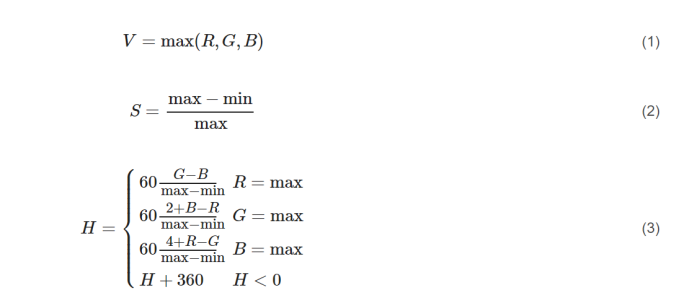 V = max(R, G, B) (1)
S = \frac{max − min}{max} (2)
H = \begin{cases} 60\frac{G−B}{max−min} & R = max \\ 60\frac{2+B−R}{max−min} & G = max \\ 60\frac{4+R−G}{max−min} & B = max \\ H + 360 & H < 0 \end{cases} (3)